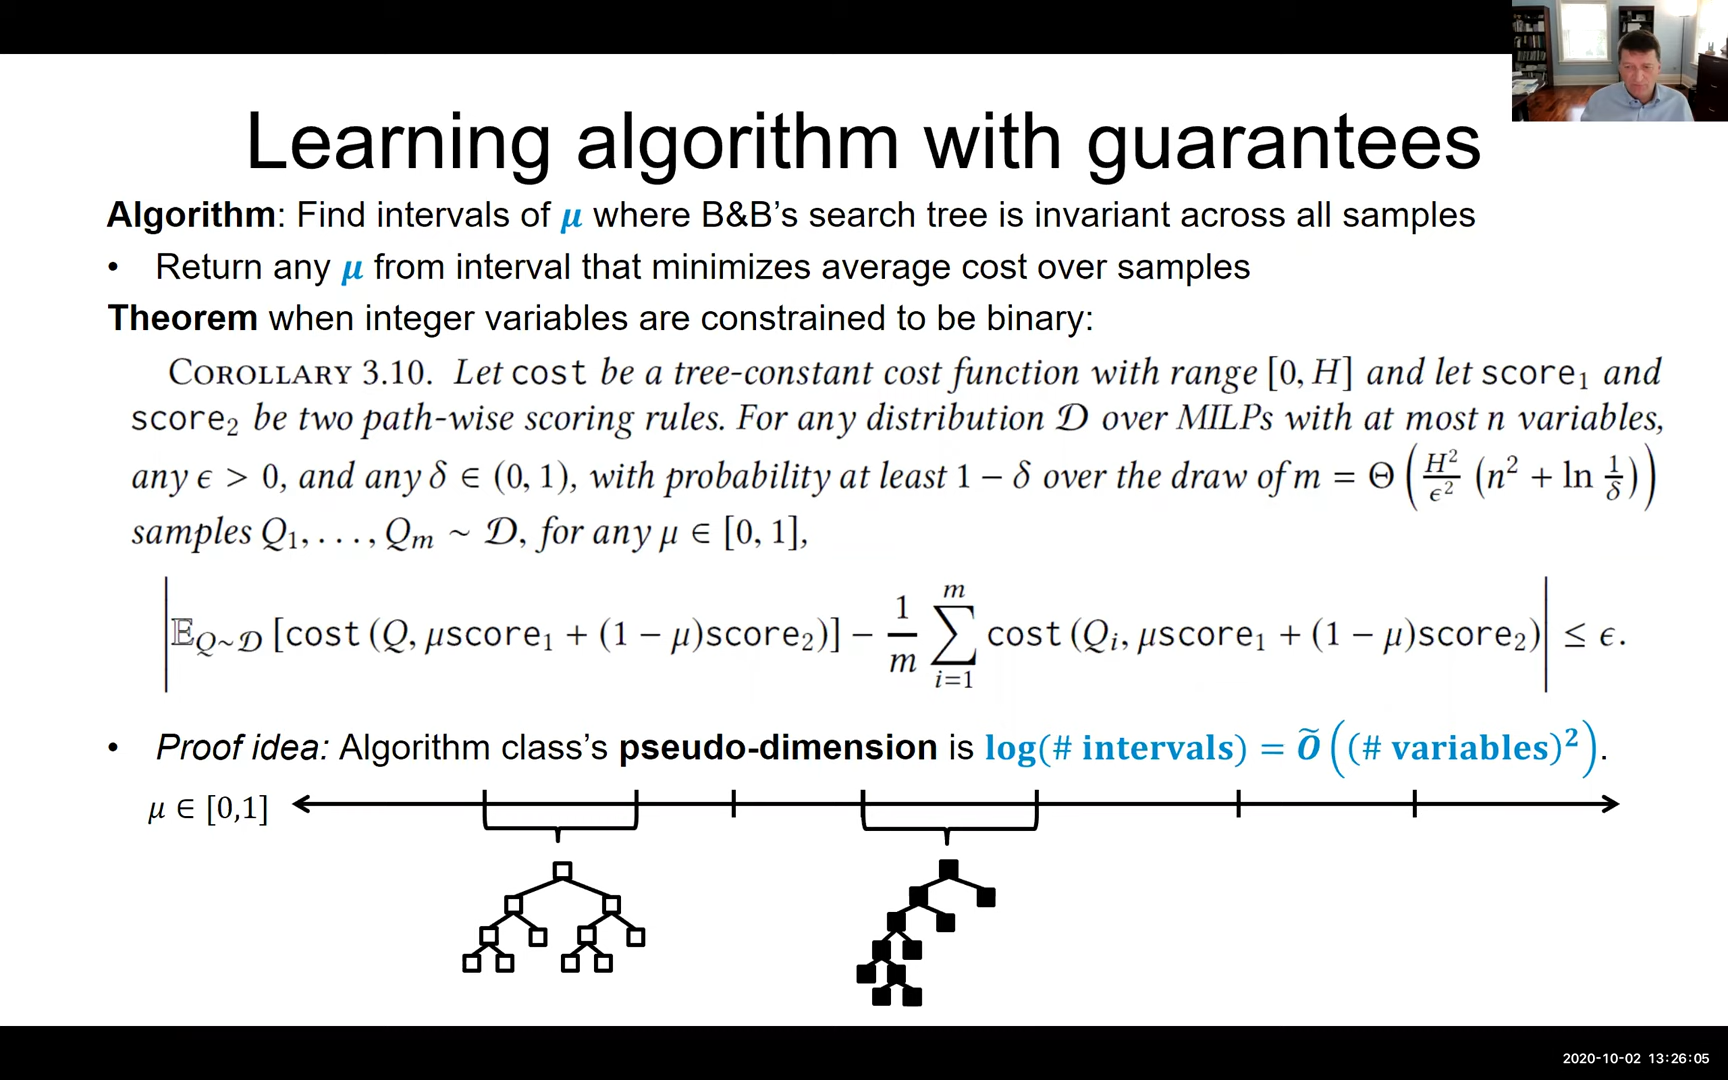 Learning algorithm with guarantees
Algorithm: Find intervals of μ where B&B's search tree is invariant across all samples
• Return any μ from interval that minimizes average cost over samples
Theorem when integer variables are constrained to be binary:
Corollary 3.10. Let cost be a tree-constant cost function with range [0, H] and let score₁ and
score₂ be two path-wise scoring rules. For any distribution 𝒟 over MILPs with at most n variables,
any ϵ > 0, and any δ ∈ (0, 1), with probability at least 1 − δ over the draw of m = Θ (H²/ϵ² (n² + ln 1/δ))
samples Q₁, . . . , Qₘ ~ 𝒟, for any μ ∈ [0, 1],
|𝔼_{Q~𝒟} [cost (Q, μscore₁ + (1 − μ)score₂)] − 1/m ∑_{i=1}^{m} cost (Qᵢ, μscore₁ + (1 − μ)score₂)| ≤ ϵ.
• Proof idea: Algorithm class's pseudo-dimension is log(# intervals) = Õ((# variables)²).
μ ∈ [0,1]
2020-10-02 13:26:05